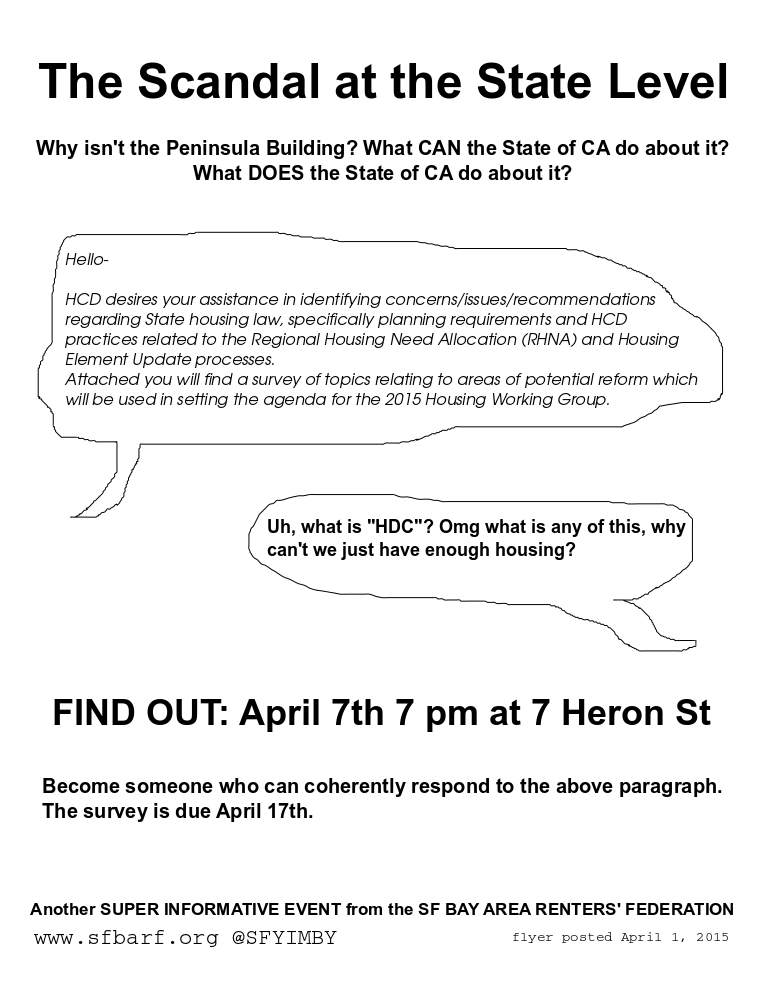 The Scandal at the State Level
Why isn't the Peninsula Building? What CAN the State of CA do about it?
What DOES the State of CA do about it?
Hello-
HCD desires your assistance in identifying concerns/issues/recommendations
regarding State housing law, specifically planning requirements and HCD
practices related to the Regional Housing Need Allocation (RHNA) and Housing
Element Update processes.
Attached you will find a survey of topics relating to areas of potential reform which
will be used in setting the agenda for the 2015 Housing Working Group.
Uh, what is "HDC"? Omg what is any of this, why
can't we just have enough housing?
FIND OUT: April 7th 7 pm at 7 Heron St
Become someone who can coherently respond to the above paragraph.
The survey is due April 17th.
Another SUPER INFORMATIVE EVENT from the SF BAY AREA RENTERS' FEDERATION
www.sfbarf.org @SFYIMBY
flyer posted April 1, 2015